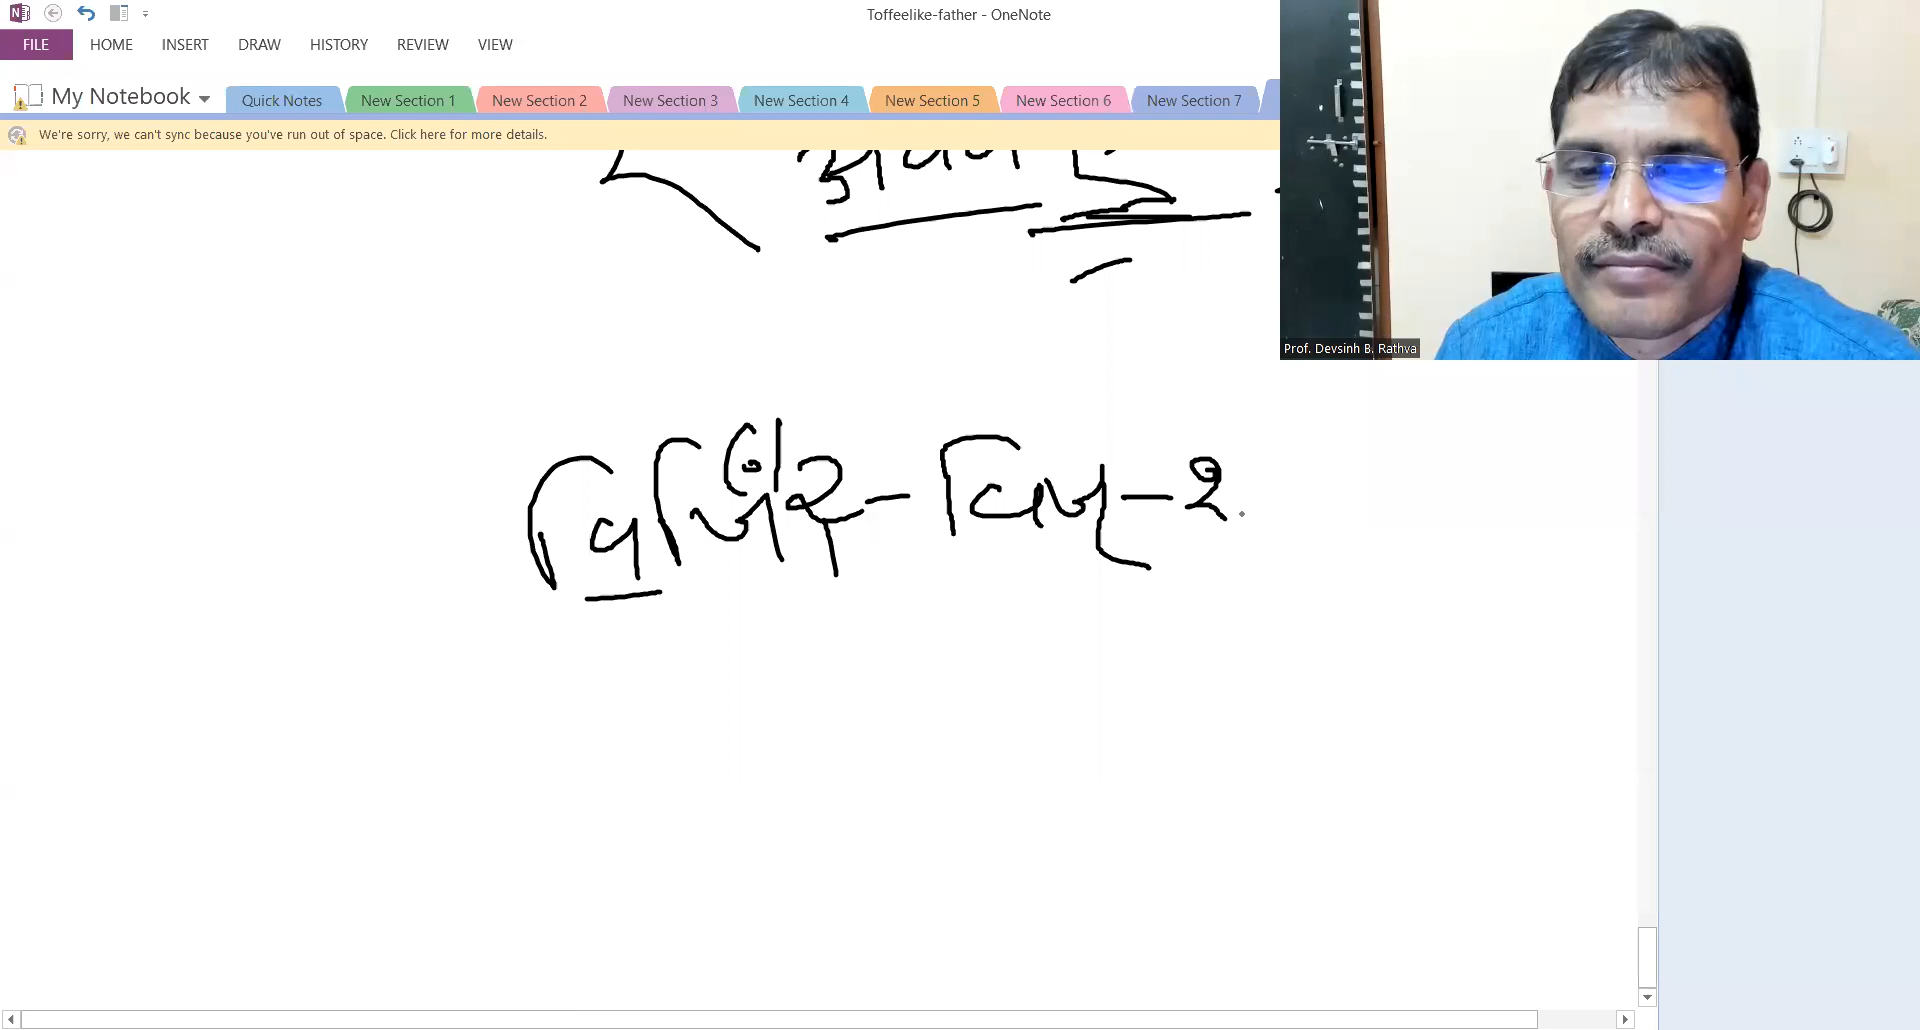 Toffeelike-father - OneNote
FILE HOME INSERT DRAW HISTORY REVIEW VIEW
My Notebook Quick Notes New Section 1 New Section 2 New Section 3 New Section 4 New Section 5 New Section 6 New Section 7
We're sorry, we can't sync because you've run out of space. Click here for more details.
Prof. Devsinh B. Rathva